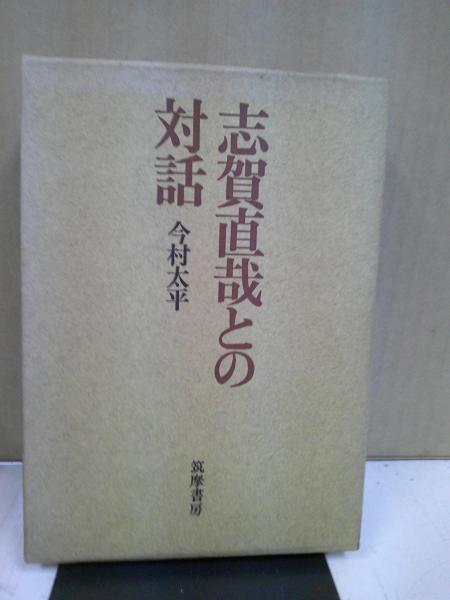 志賀直哉との
対話
今村太平
筑摩書房